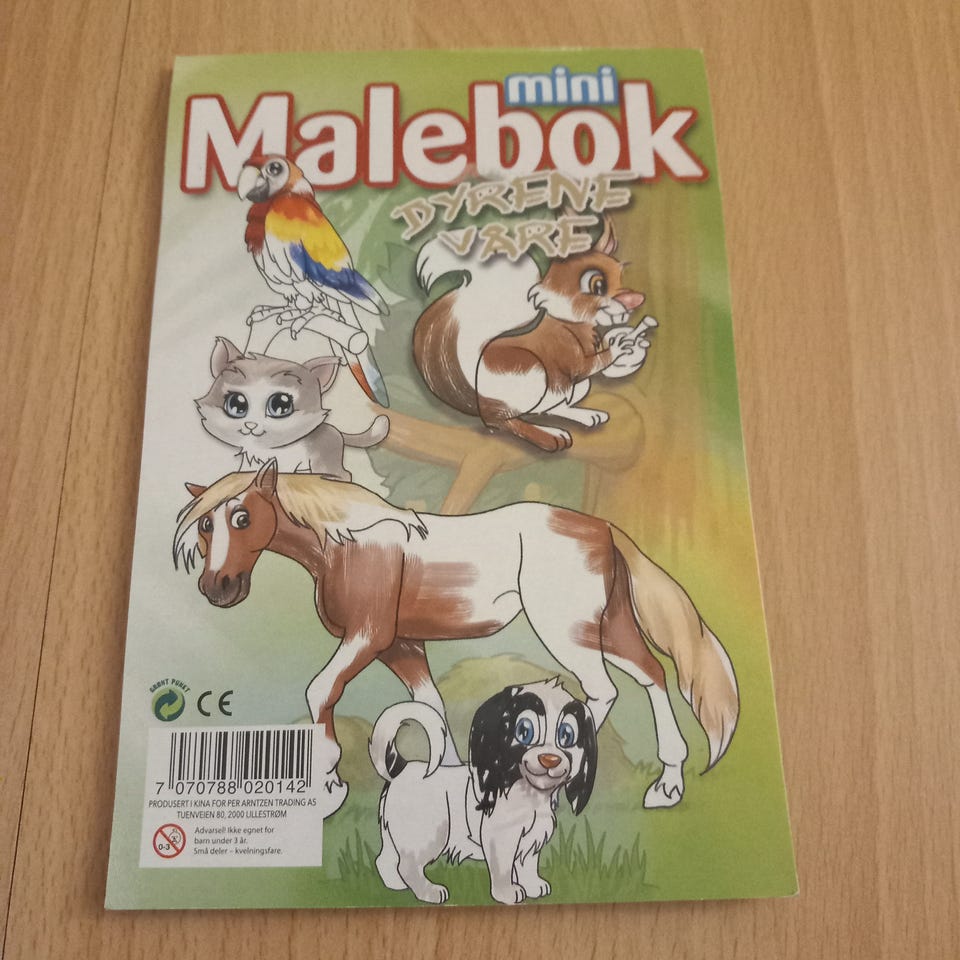 mini
Malebok
DYRENE
VÅRE
GRØNT PUNKT
CE
7 070788 020142
PRODUSERT I KINA FOR PER ARNTZEN TRADING AS
TUENVEIEN 80, 2000 LILLESTRØM
0-3
Advarsel! Ikke egnet for
barn under 3 år.
Små deler – kvelningsfare.